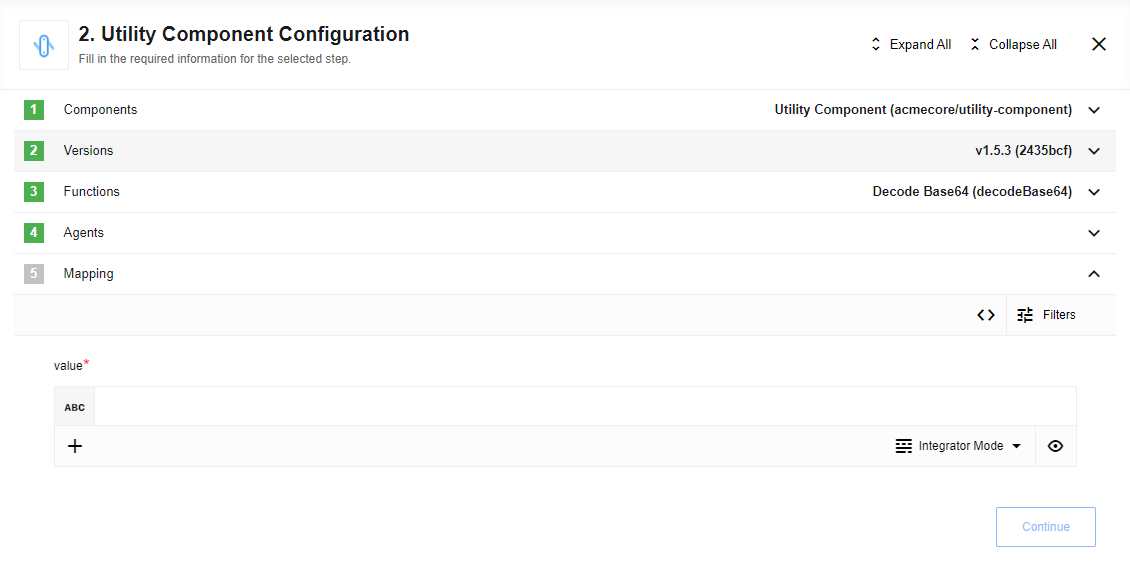 2. Utility Component Configuration
Fill in the required information for the selected step.
Expand All
Collapse All
1 Components Utility Component (acmecore/utility-component)
2 Versions v1.5.3 (2435bcf)
3 Functions Decode Base64 (decodeBase64)
4 Agents
5 Mapping
Filters
value*
ABC
Integrator Mode
Continue